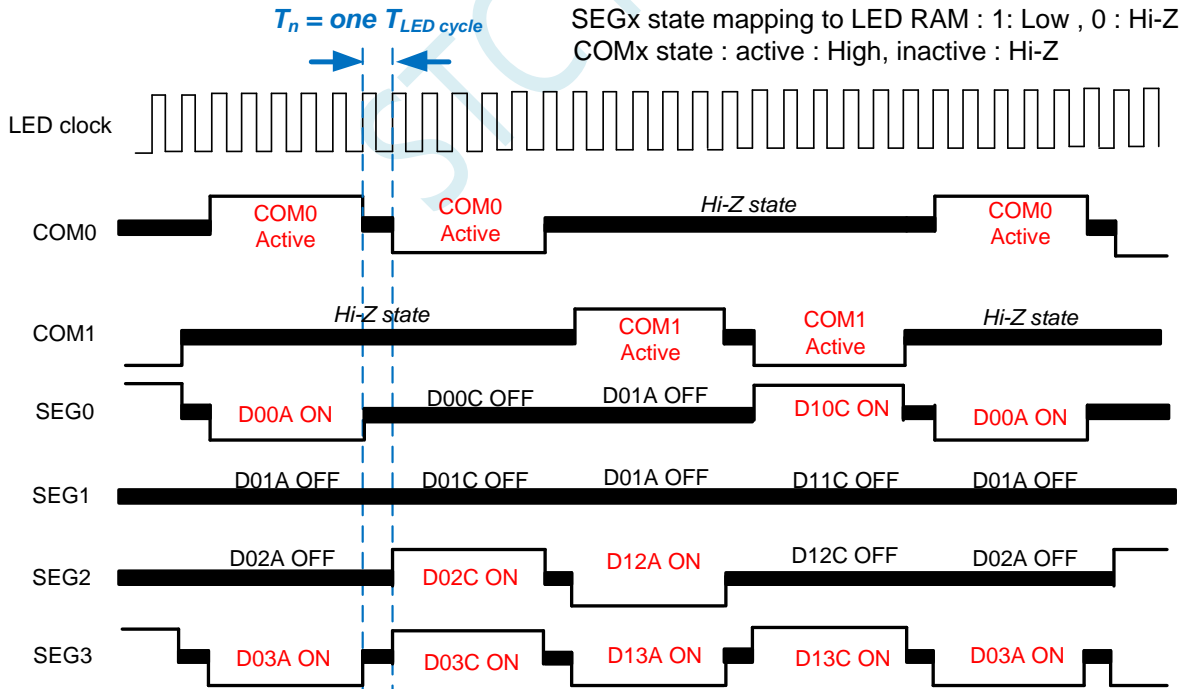 Tn = one TLED cycle
SEGx state mapping to LED RAM : 1: Low , 0 : Hi-Z
COMx state : active : High, inactive : Hi-Z
LED clock
COM0
COM0
Active
COM0
Active
Hi-Z state
COM0
Active
COM1
Hi-Z state
COM1
Active
COM1
Active
Hi-Z state
SEG0
D00A ON
D00C OFF
D01A OFF
D10C ON
D00A ON
SEG1
D01A OFF
D01C OFF
D01A OFF
D11C OFF
D01A OFF
SEG2
D02A OFF
D02C ON
D12A ON
D12C OFF
D02A OFF
SEG3
D03A ON
D03C ON
D13A ON
D13C ON
D03A ON